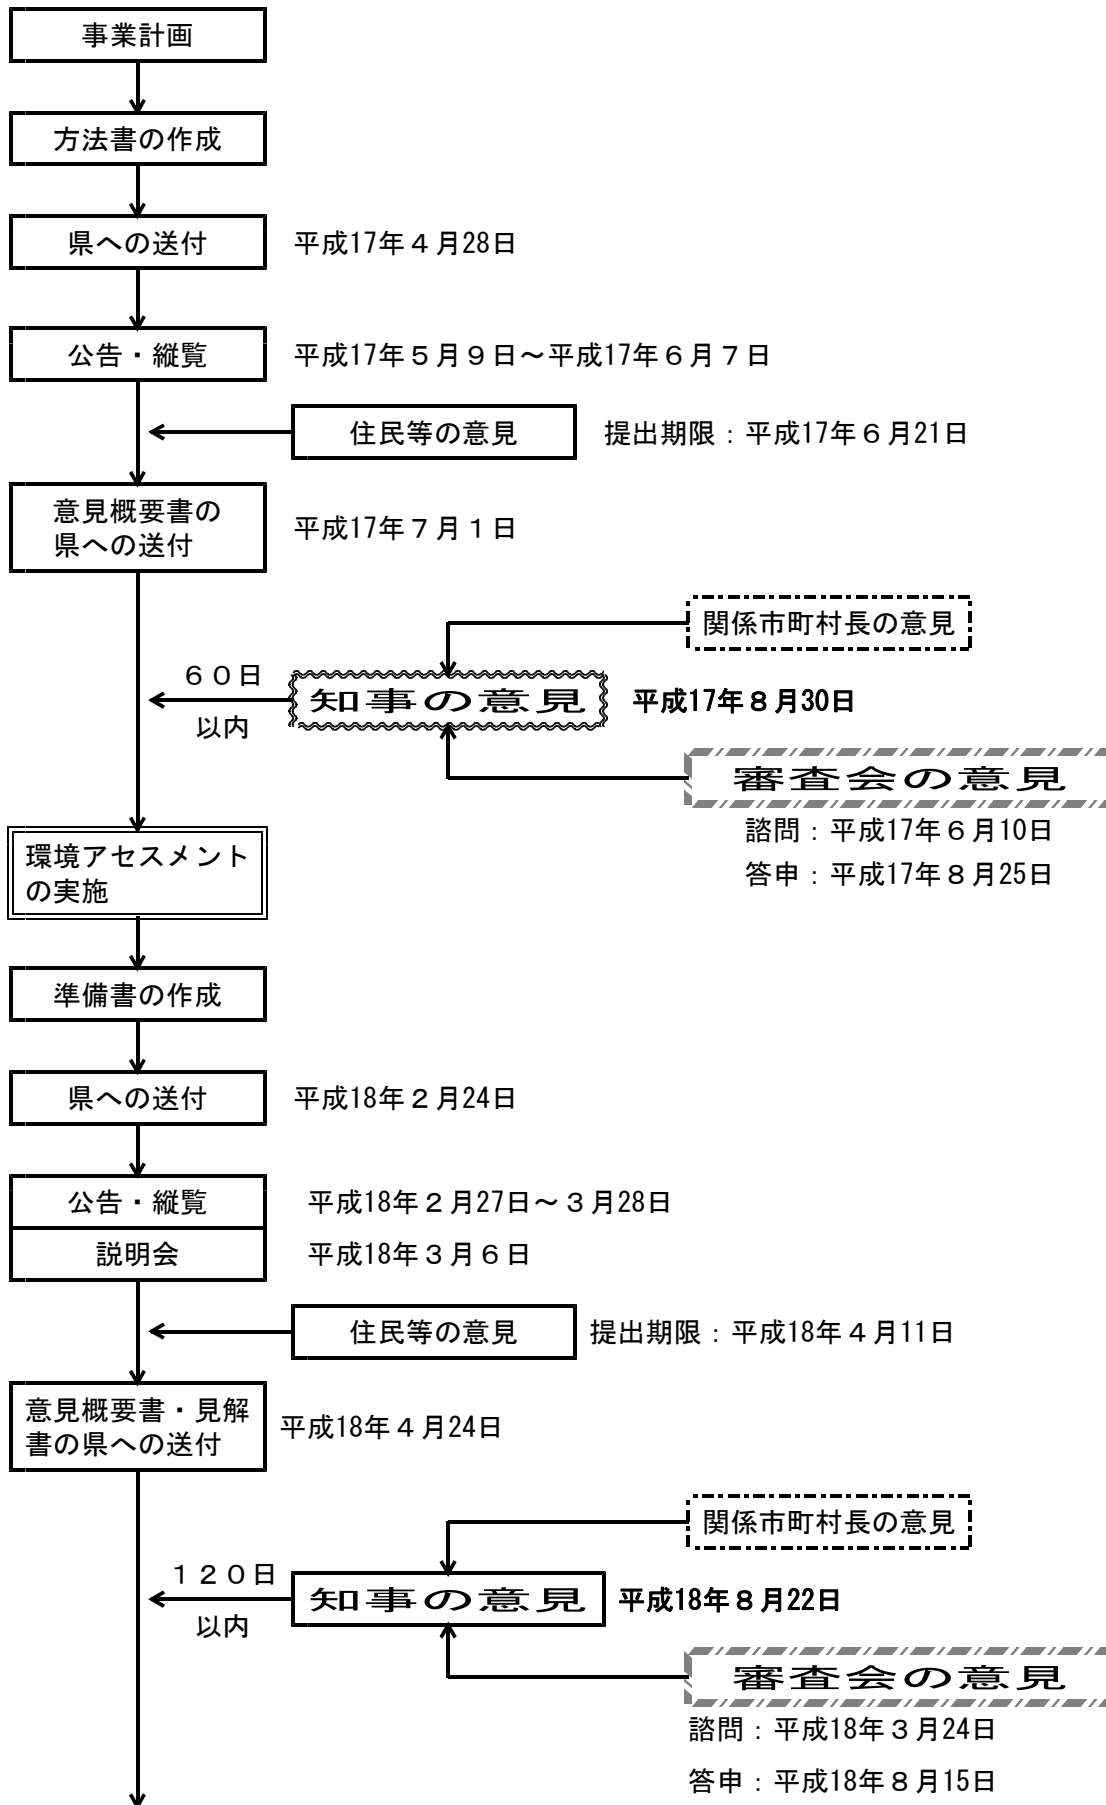 事業計画
方法書の作成
県への送付　平成17年４月28日
公告・縦覧　平成17年５月９日～平成17年６月７日
住民等の意見　提出期限：平成17年６月21日
意見概要書の
県への送付
平成17年７月１日
関係市町村長の意見
６０日
以内
知事の意見　平成17年８月30日
審査会の意見
諮問：平成17年６月10日
答申：平成17年８月25日
環境アセスメント
の実施
準備書の作成
県への送付　平成18年２月24日
公告・縦覧　平成18年２月27日～３月28日
説明会　平成18年３月６日
住民等の意見　提出期限：平成18年４月11日
意見概要書・見解
書の県への送付
平成18年４月24日
関係市町村長の意見
１２０日
以内
知事の意見　平成18年８月22日
審査会の意見
諮問：平成18年３月24日
答申：平成18年８月15日